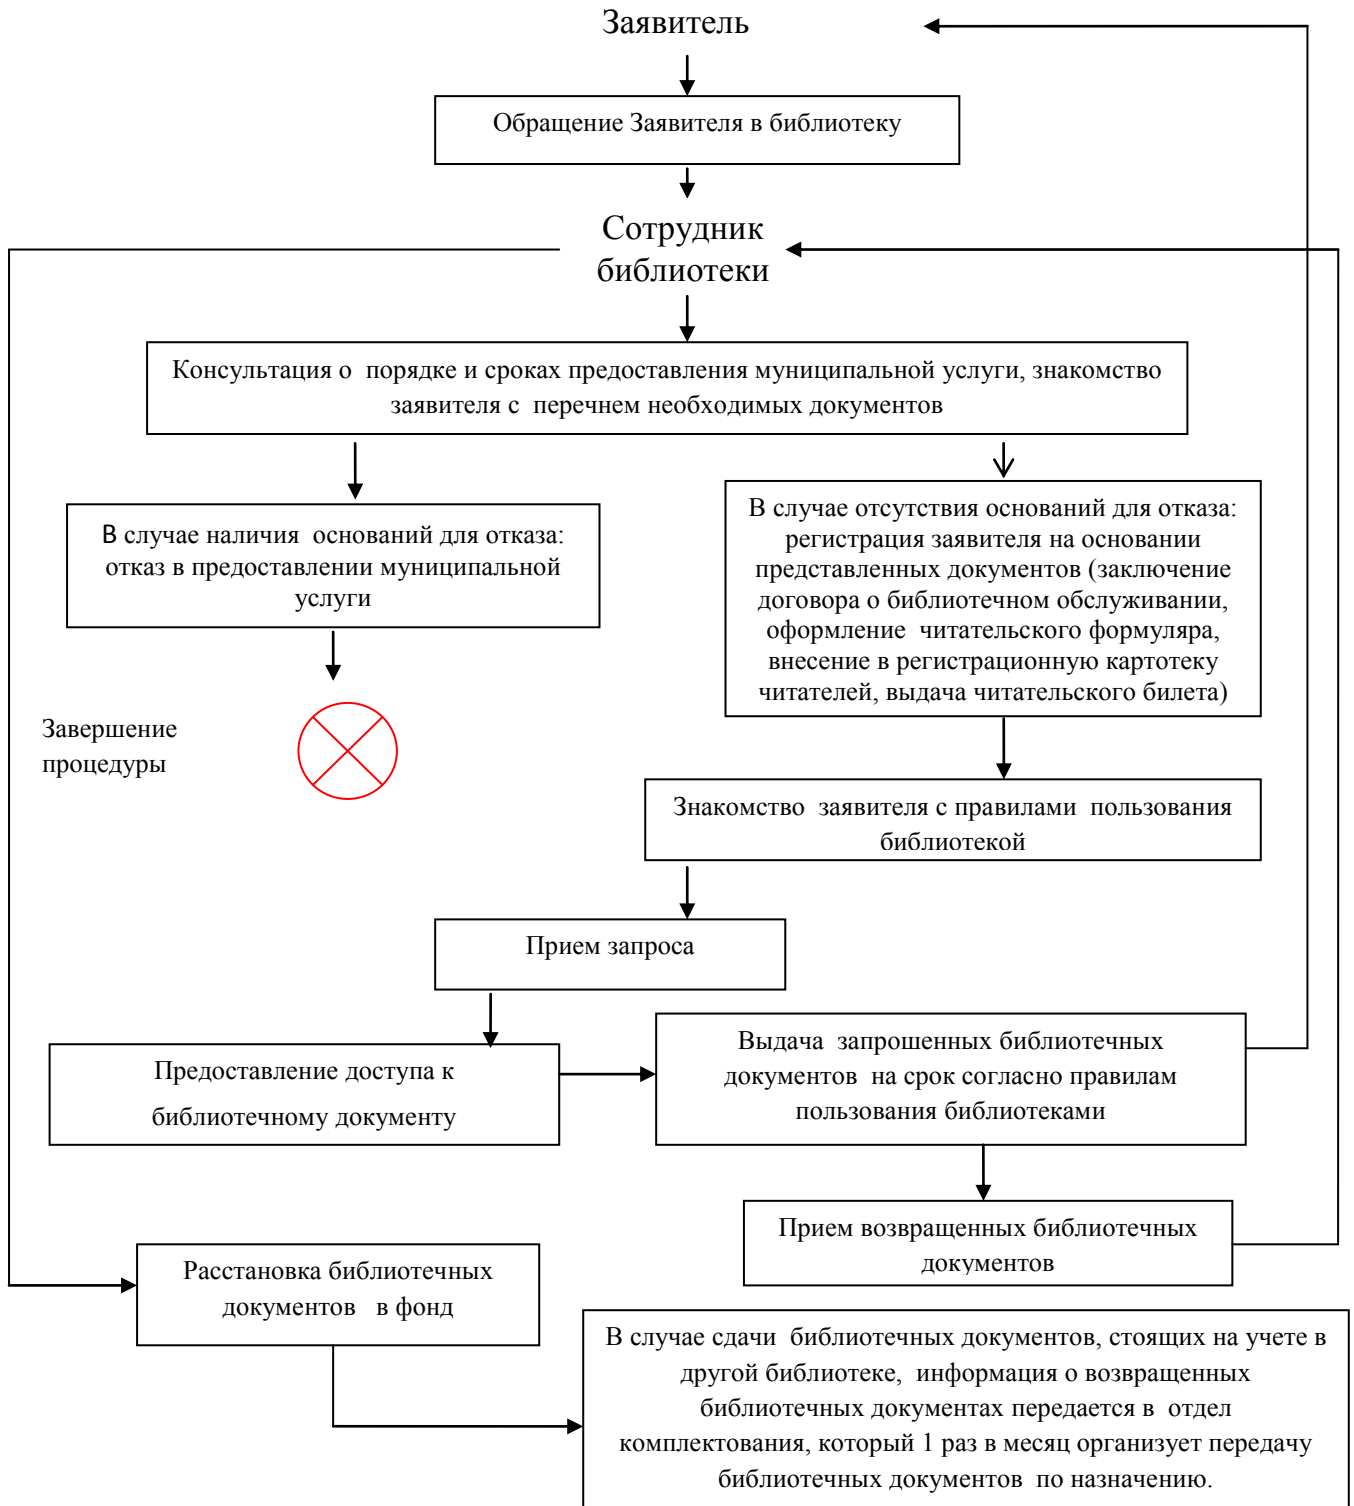 Заявитель
Обращение Заявителя в библиотеку
Сотрудник
библиотеки
Консультация о порядке и сроках предоставления муниципальной услуги, знакомство
заявителя с перечнем необходимых документов
В случае наличия оснований для отказа:
отказ в предоставлении муниципальной
услуги
В случае отсутствия оснований для отказа:
регистрация заявителя на основании
представленных документов (заключение
договора о библиотечном обслуживании,
оформление читательского формуляра,
внесение в регистрационную картотеку
читателей, выдача читательского билета)
Завершение
процедуры
Знакомство заявителя с правилами пользования
библиотекой
Прием запроса
Предоставление доступа к
библиотечному документу
Выдача запрошенных библиотечных
документов на срок согласно правилам
пользования библиотеками
Прием возвращенных библиотечных
документов
Расстановка библиотечных
документов в фонд
В случае сдачи библиотечных документов, стоящих на учете в
другой библиотеке, информация о возвращенных
библиотечных документах передается в отдел
комплектования, который 1 раз в месяц организует передачу
библиотечных документов по назначению.